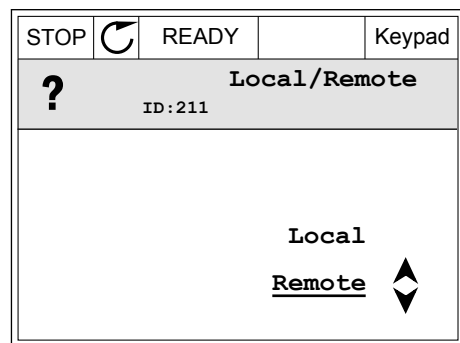 STOP READY Keypad
? Local/Remote
ID:211
Local
Remote